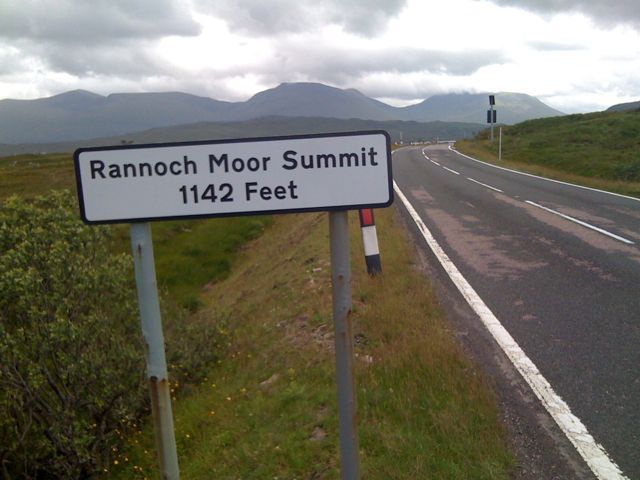 Rannoch Moor Summit
1142 Feet